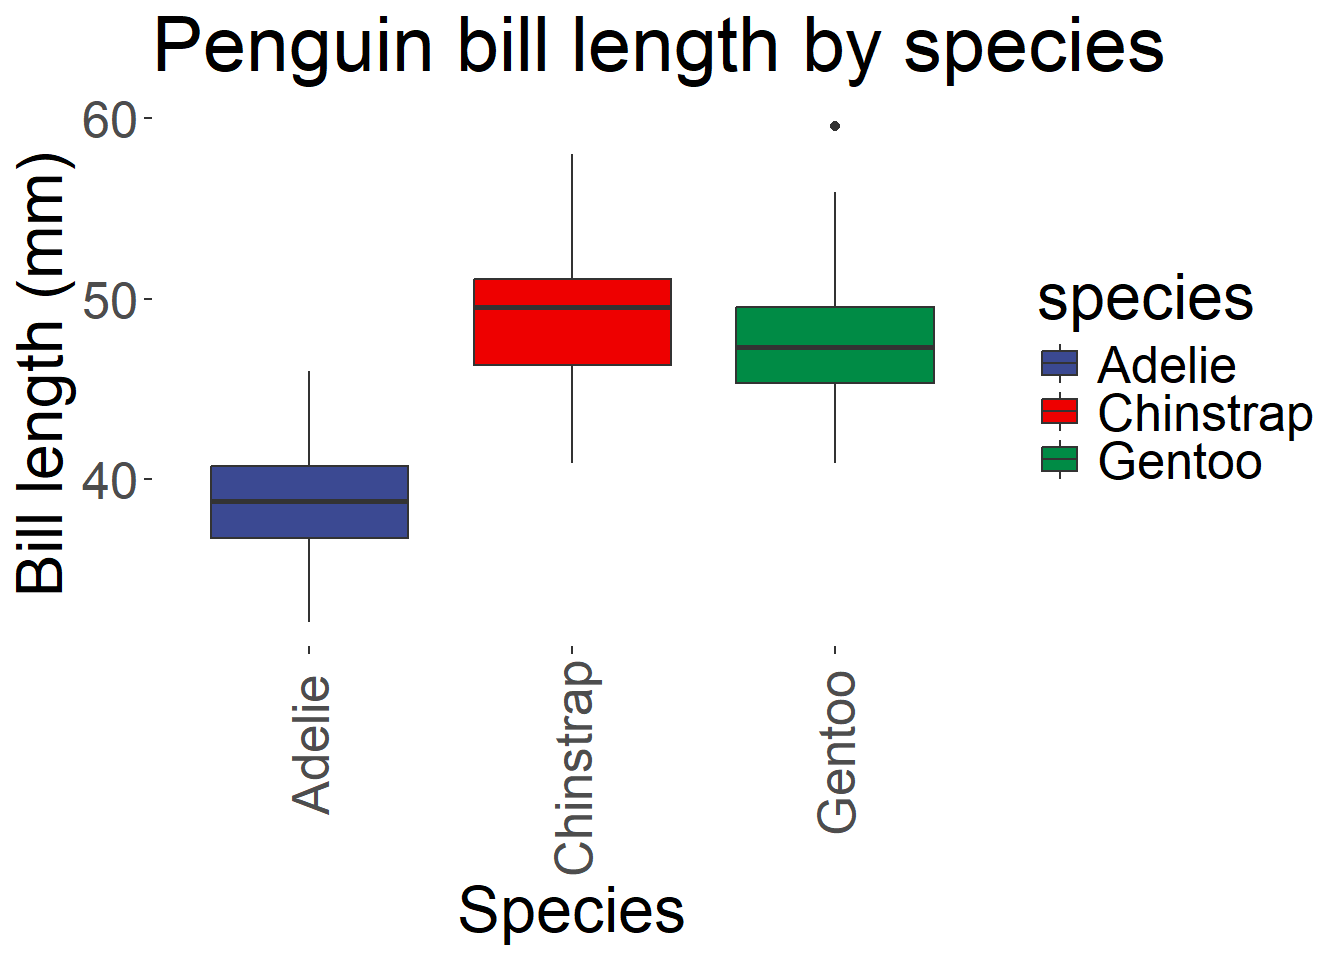 Penguin bill length by species
Bill length (mm)
60
50
40
Adelie
Chinstrap
Gentoo
Species
species
Adelie
Chinstrap
Gentoo